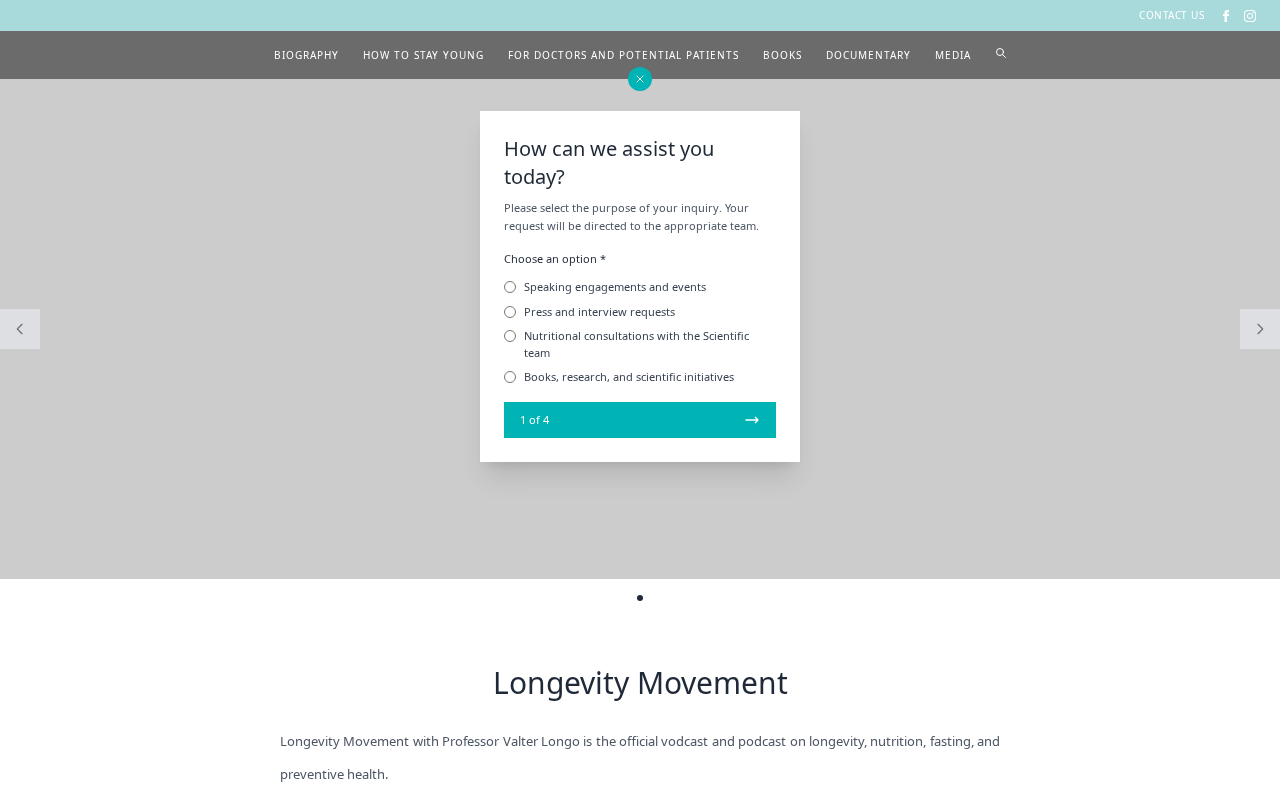 CONTACT US
BIOGRAPHY HOW TO STAY YOUNG FOR DOCTORS AND POTENTIAL PATIENTS BOOKS DOCUMENTARY MEDIA
How can we assist you
today?
Please select the purpose of your inquiry. Your
request will be directed to the appropriate team.
Choose an option *
Speaking engagements and events
Press and interview requests
Nutritional consultations with the Scientific
team
Books, research, and scientific initiatives
1 of 4
Longevity Movement
Longevity Movement with Professor Valter Longo is the official vodcast and podcast on longevity, nutrition, fasting, and
preventive health.